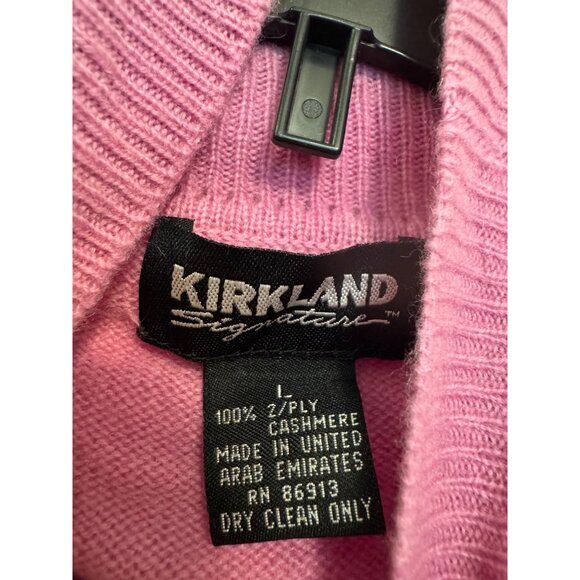 KIRKLAND
Signature™
L
100% 2/PLY
CASHMERE
MADE IN UNITED
ARAB EMIRATES
RN 86913
DRY CLEAN ONLY